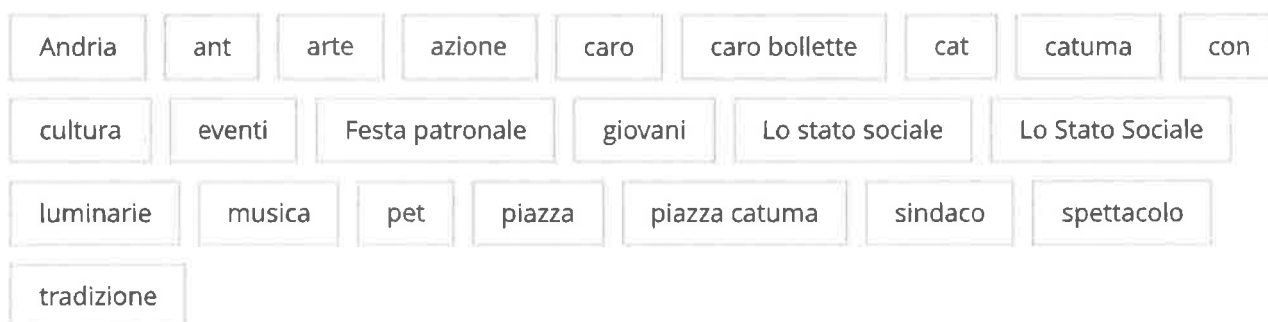 Andria ant arte azione caro caro bollette cat catuma con
cultura eventi Festa patronale giovani Lo stato sociale Lo Stato Sociale
luminarie musica pet piazza piazza catuma sindaco spettacolo
tradizione